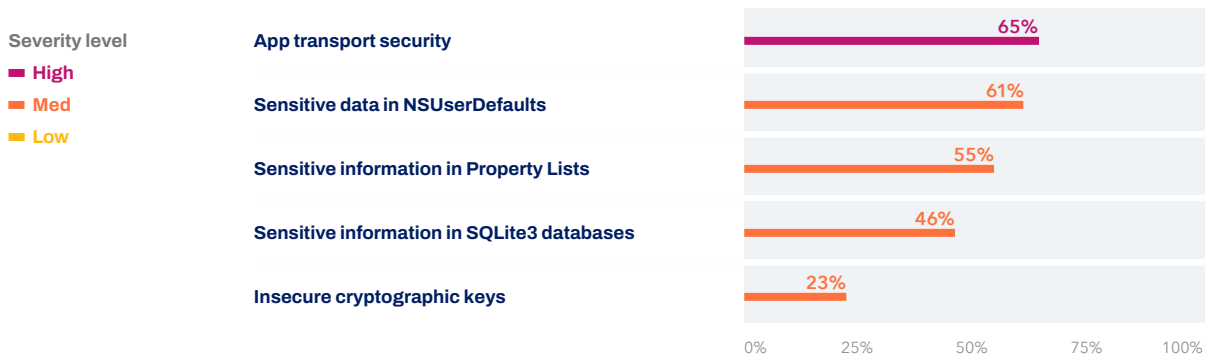 Severity level
High
Med
Low
App transport security
65%
Sensitive data in NSUserDefaults
61%
Sensitive information in Property Lists
55%
Sensitive information in SQLite3 databases
46%
Insecure cryptographic keys
23%
0% 25% 50% 75% 100%